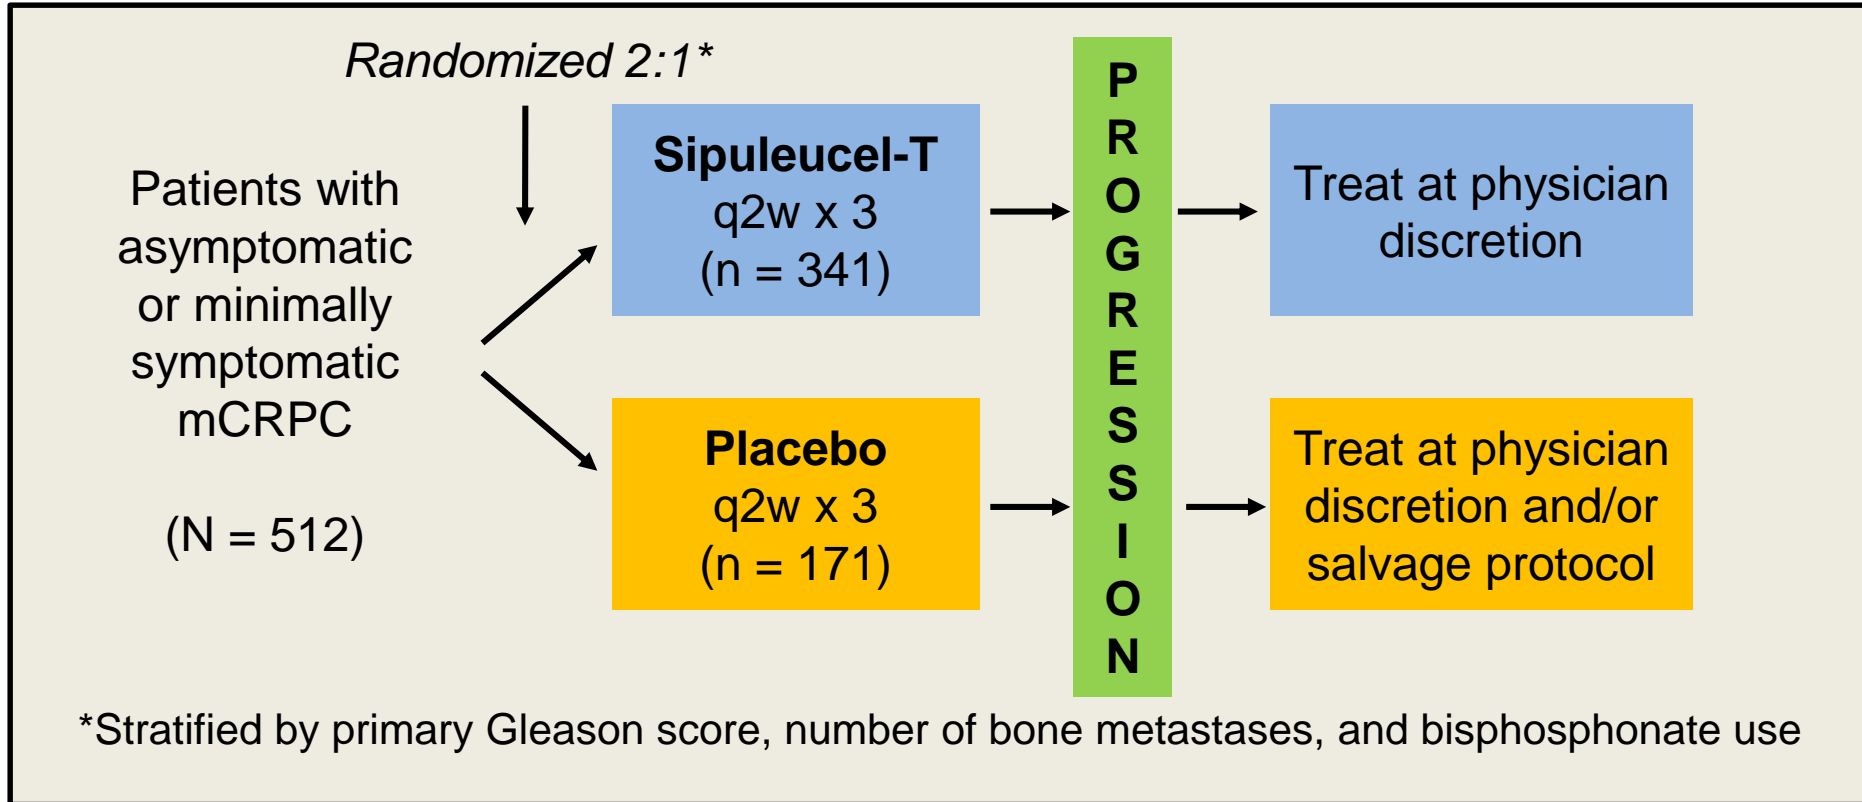 Randomized 2:1*
Patients with
asymptomatic
or minimally
symptomatic
mCRPC
(N = 512)
Sipuleucel-T
q2w x 3
(n = 341)
Placebo
q2w x 3
(n = 171)
P
R
O
G
R
E
S
S
I
O
N
Treat at physician
discretion
Treat at physician
discretion and/or
salvage protocol
*Stratified by primary Gleason score, number of bone metastases, and bisphosphonate use